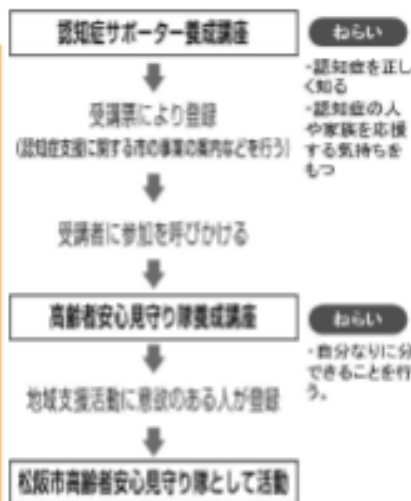 認知症サポーター養成講座
ねらい
・認知症を正し
く知る
・認知症の人
や家族を応援
する気持ちを
もつ
受講票により登録
(認知症支援に関する市の事業の案内などを行う)
受講者に参加を呼びかける
高齢者安心見守り隊養成講座
ねらい
・自分なりに分
できることを行
う。
地域支援活動に意欲のある人が登録
松阪市高齢者安心見守り隊として活動